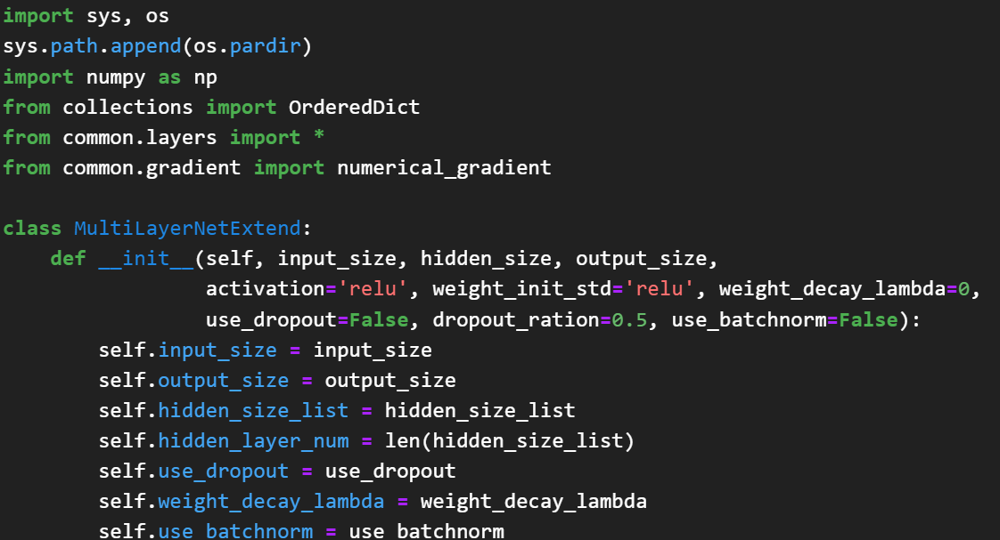 import sys, os
sys.path.append(os.pardir)
import numpy as np
from collections import OrderedDict
from common.layers import *
from common.gradient import numerical_gradient
class MultiLayerNetExtend:
def __init__(self, input_size, hidden_size, output_size,
activation='relu', weight_init_std='relu', weight_decay_lambda=0,
use_dropout=False, dropout_ration=0.5, use_batchnorm=False):
self.input_size = input_size
self.output_size = output_size
self.hidden_size_list = hidden_size_list
self.hidden_layer_num = len(hidden_size_list)
self.use_dropout = use_dropout
self.weight_decay_lambda = weight_decay_lambda
self.use_batchnorm = use_batchnorm